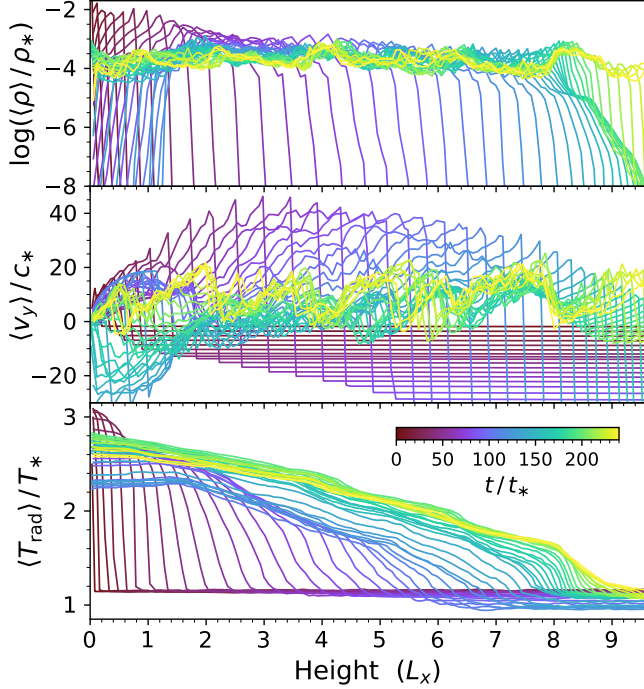 log(⟨ρ⟩/ρ*)
−2
−4
−6
−8
⟨v_y⟩/c*
40
20
0
−20
⟨T_rad⟩/T*
3
2
1
0 50 100 150 200
t/t*
0 1 2 3 4 5 6 7 8 9
Height (L_x)